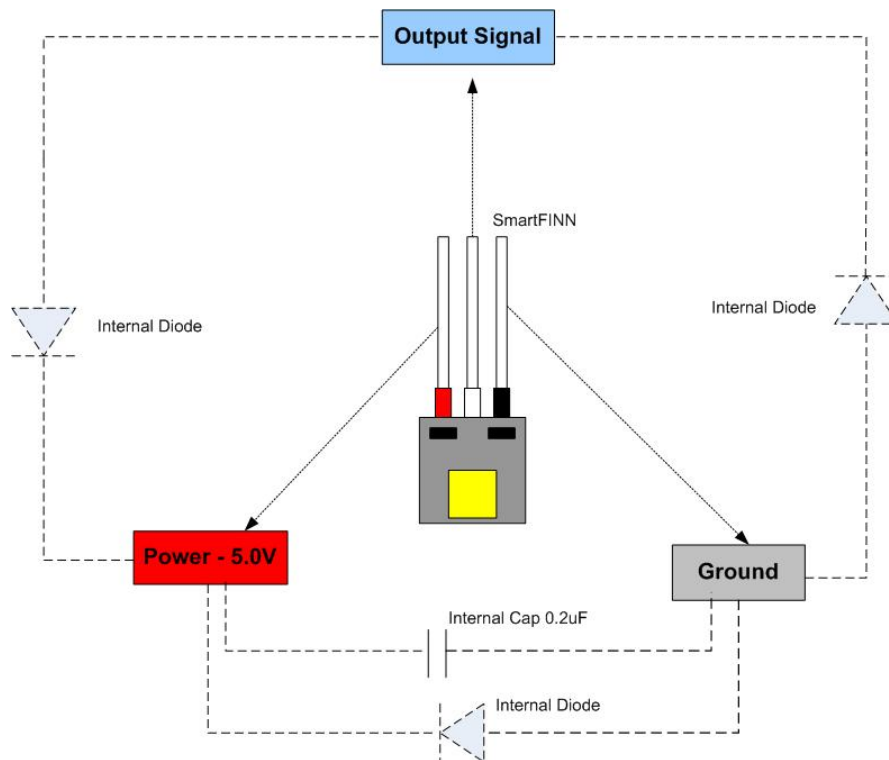 Output Signal
SmartFINN
Internal Diode
Internal Diode
Power - 5.0V
Ground
Internal Cap 0.2uF
Internal Diode